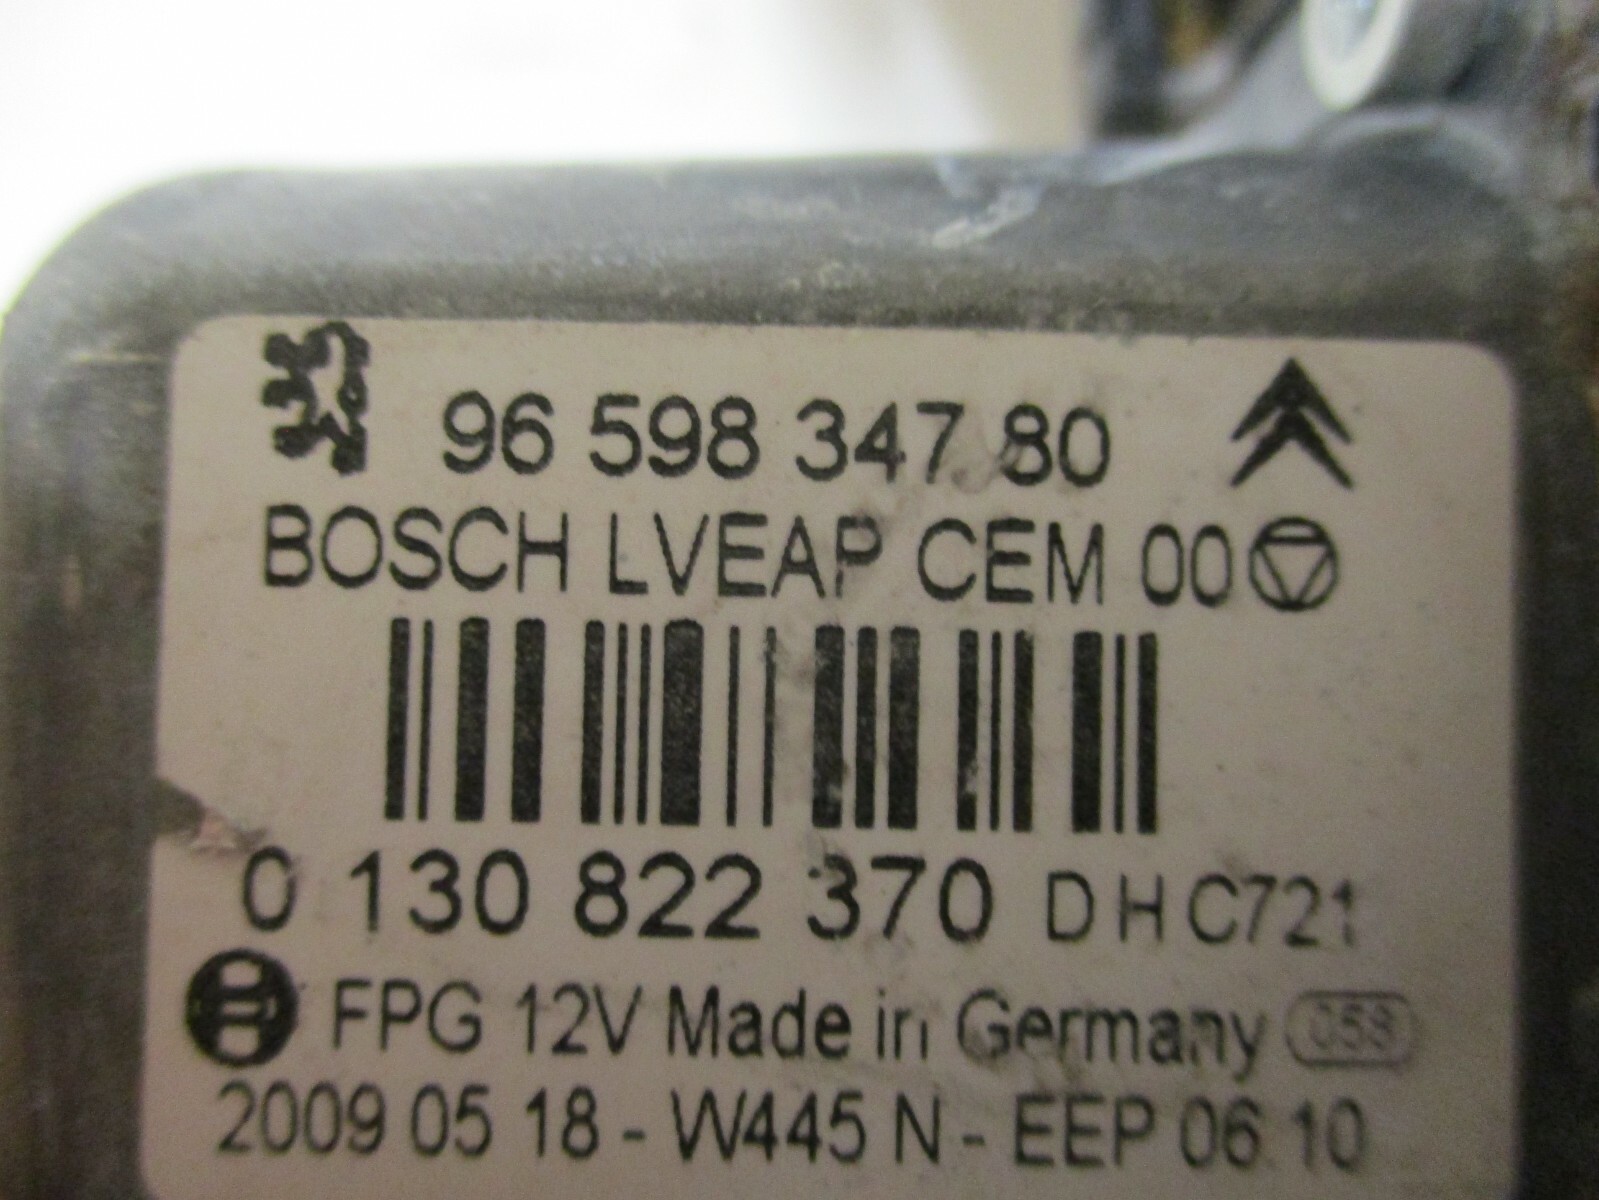 96 598 347 80
BOSCH LVEAP CEM 00
0 130 822 370 D H C721
FPG 12V Made in Germany 053
2009 05 18 - W445 N - EEP 06 10